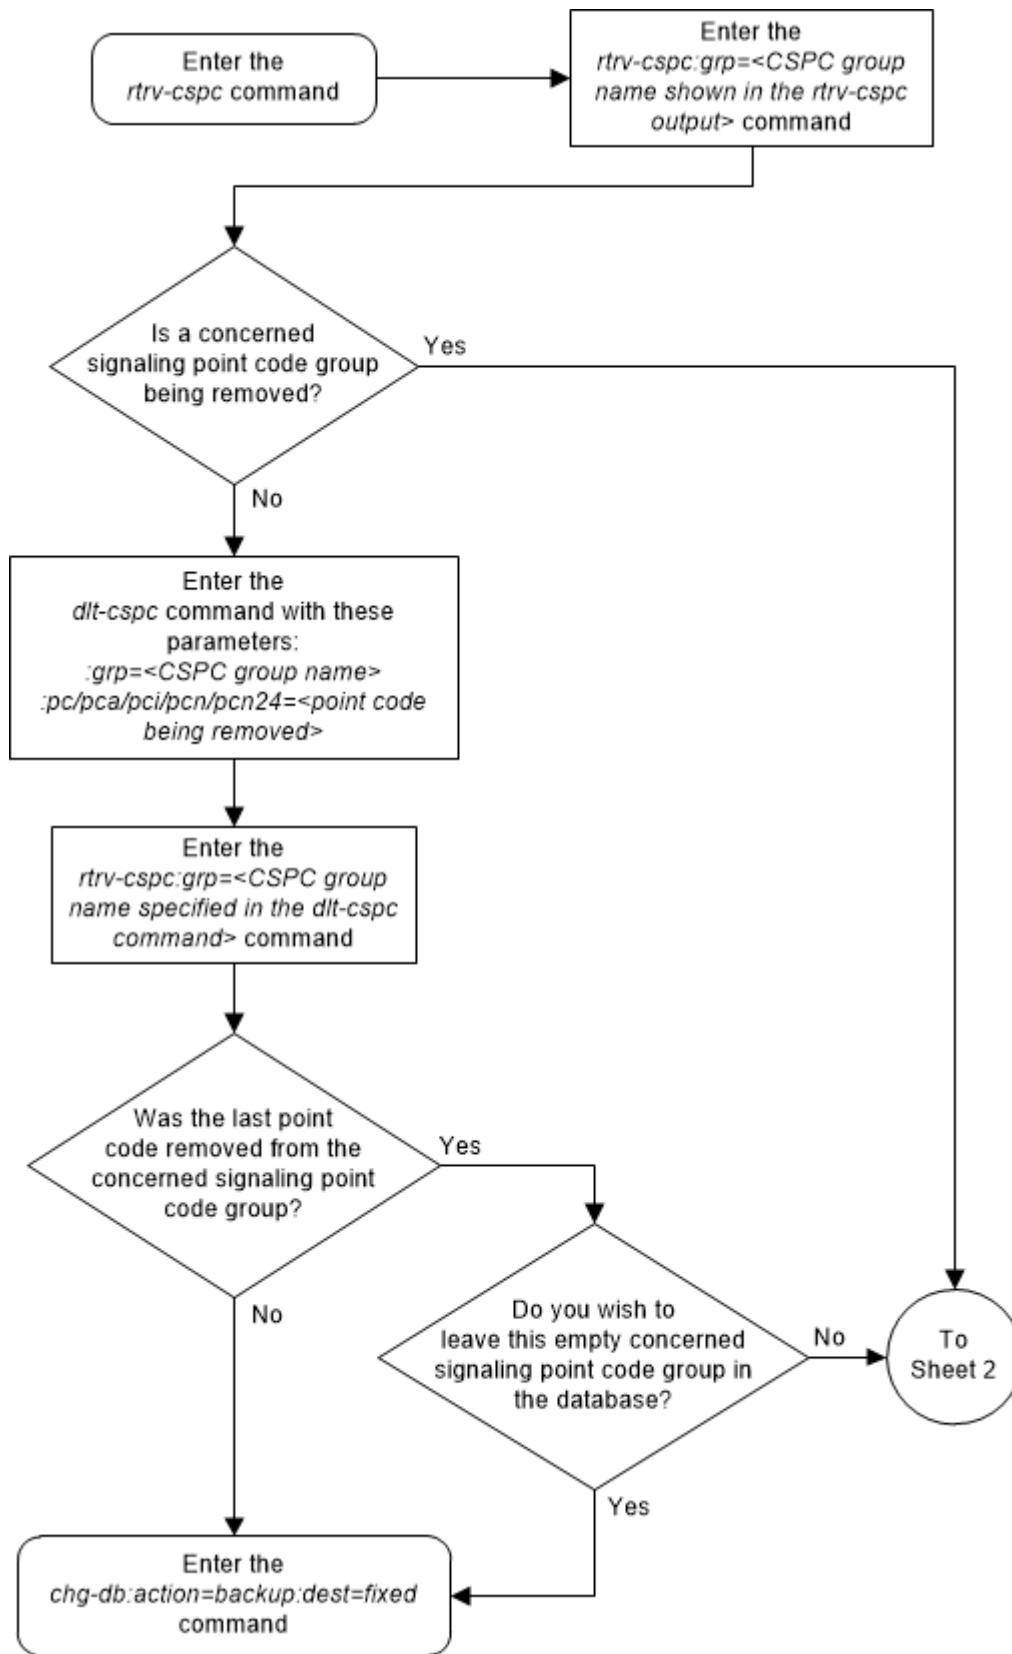 Enter the
rtrv-cspc command
Enter the
rtrv-cspc:grp=<CSPC group
name shown in the rtrv-cspc
output> command
Is a concerned
signaling point code group
being removed?
Yes
No
Enter the
dlt-cspc command with these
parameters:
:grp=<CSPC group name>
:pc/pca/pci/pcn/pcn24=<point code
being removed>
Enter the
rtrv-cspc:grp=<CSPC group
name specified in the dlt-cspc
command> command
Was the last point
code removed from the
concerned signaling point
code group?
Yes
No
Do you wish to
leave this empty concerned
signaling point code group in
the database?
No
To
Sheet 2
Yes
Enter the
chg-db:action=backup:dest=fixed
command